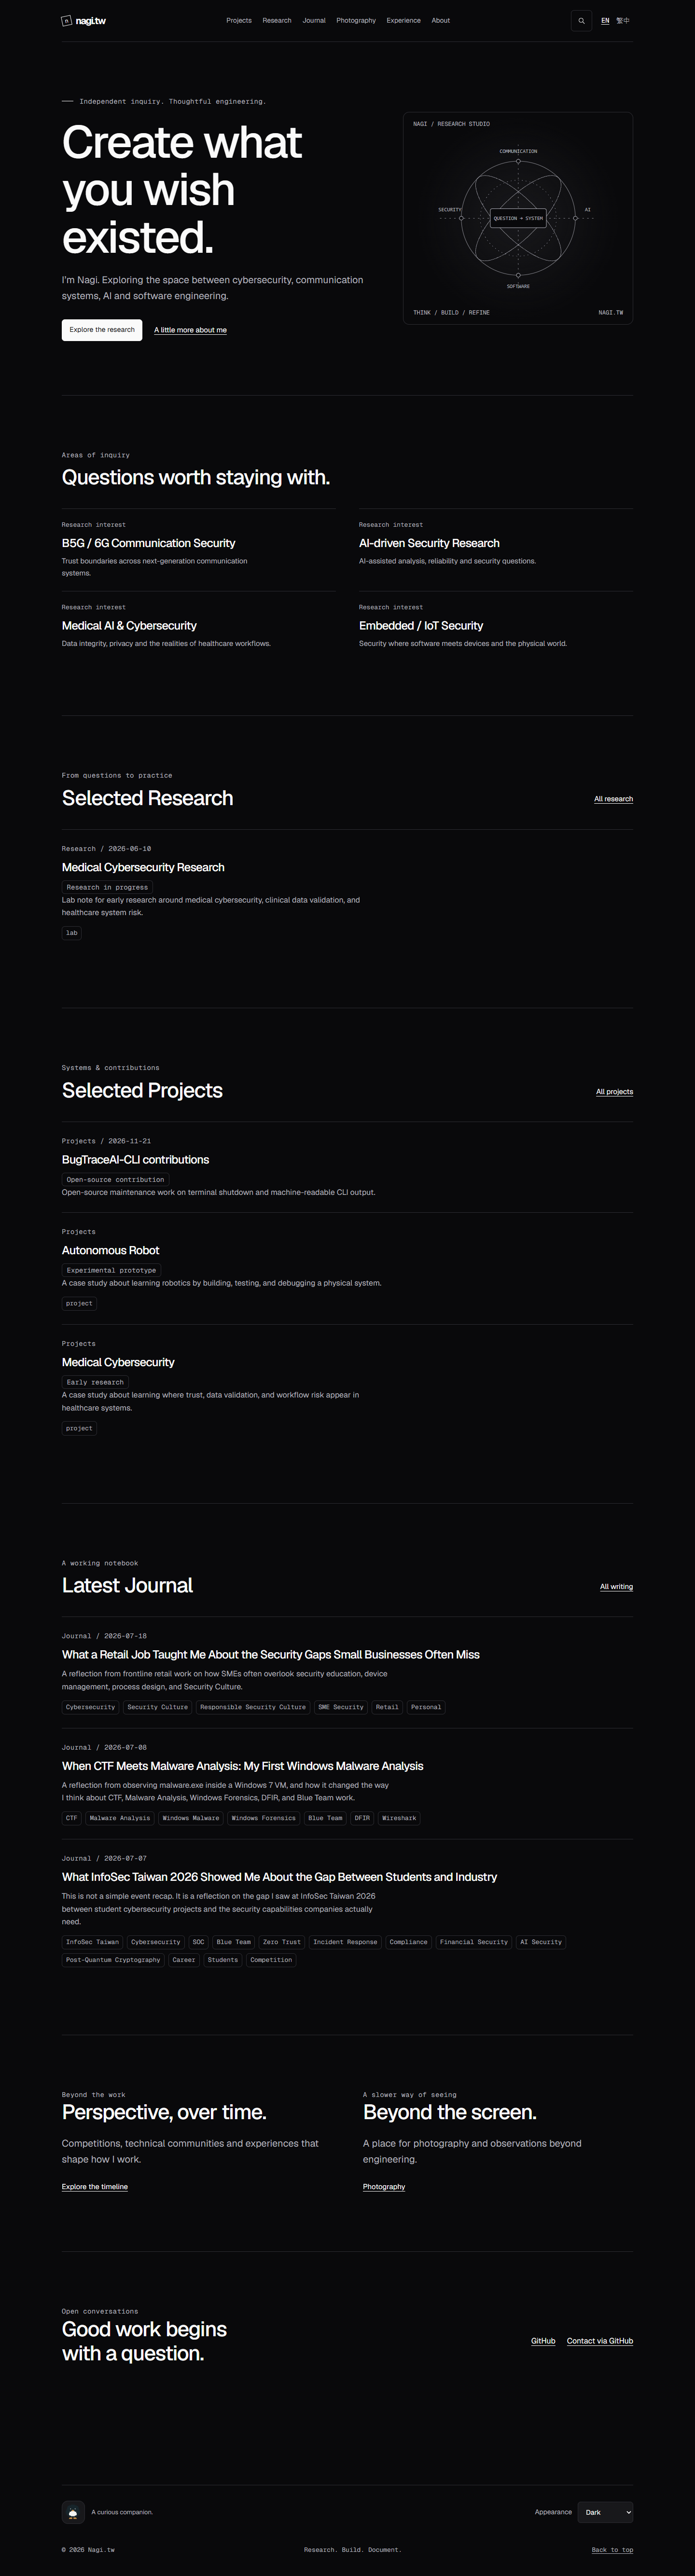 nagi.tw
Projects Research Journal Photography Experience About
EN 繁中
Independent inquiry. Thoughtful engineering.
Create what
you wish
existed.
I'm Nagi. Exploring the space between cybersecurity, communication
systems, AI and software engineering.
Explore the research A little more about me
NAGI / RESEARCH STUDIO
COMMUNICATION
SECURITY
AI
QUESTION → SYSTEM
SOFTWARE
THINK / BUILD / REFINE NAGI.TW
Areas of inquiry
Questions worth staying with.
Research interest
B5G / 6G Communication Security
Trust boundaries across next-generation communication
systems.
Research interest
AI-driven Security Research
AI-assisted analysis, reliability and security questions.
Research interest
Medical AI & Cybersecurity
Data integrity, privacy and the realities of healthcare workflows.
Research interest
Embedded / IoT Security
Security where software meets devices and the physical world.
From questions to practice
Selected Research
All research
Research / 2026-06-10
Medical Cybersecurity Research
Research in progress
Lab note for early research around medical cybersecurity, clinical data validation, and
healthcare system risk.
lab
Systems & contributions
Selected Projects
All projects
Projects / 2026-11-21
BugTraceAI-CLI contributions
Open-source contribution
Open-source maintenance work on terminal shutdown and machine-readable CLI output.
Projects
Autonomous Robot
Experimental prototype
A case study about learning robotics by building, testing, and debugging a physical system.
project
Projects
Medical Cybersecurity
Early research
A case study about learning where trust, data validation, and workflow risk appear in
healthcare systems.
project
A working notebook
Latest Journal
All writing
Journal / 2026-07-18
What a Retail Job Taught Me About the Security Gaps Small Businesses Often Miss
A reflection from frontline retail work on how SMEs often overlook security education, device
management, process design, and Security Culture.
Cybersecurity Security Culture Responsible Security Culture SME Security Retail Personal
Journal / 2026-07-08
When CTF Meets Malware Analysis: My First Windows Malware Analysis
A reflection from observing malware.exe inside a Windows 7 VM, and how it changed the way
I think about CTF, Malware Analysis, Windows Forensics, DFIR, and Blue Team work.
CTF Malware Analysis Windows Malware Windows Forensics Blue Team DFIR Wireshark
Journal / 2026-07-07
What InfoSec Taiwan 2026 Showed Me About the Gap Between Students and Industry
This is not a simple event recap. It is a reflection on the gap I saw at InfoSec Taiwan 2026
between student cybersecurity projects and the security capabilities companies actually
need.
InfoSec Taiwan Cybersecurity SOC Blue Team Zero Trust Incident Response Compliance Financial Security AI Security
Post-Quantum Cryptography Career Students Competition
Beyond the work
Perspective, over time.
Competitions, technical communities and experiences that
shape how I work.
Explore the timeline
A slower way of seeing
Beyond the screen.
A place for photography and observations beyond
engineering.
Photography
Open conversations
Good work begins
with a question.
GitHub Contact via GitHub
A curious companion.
Appearance Dark
© 2026 Nagi.tw Research. Build. Document. Back to top